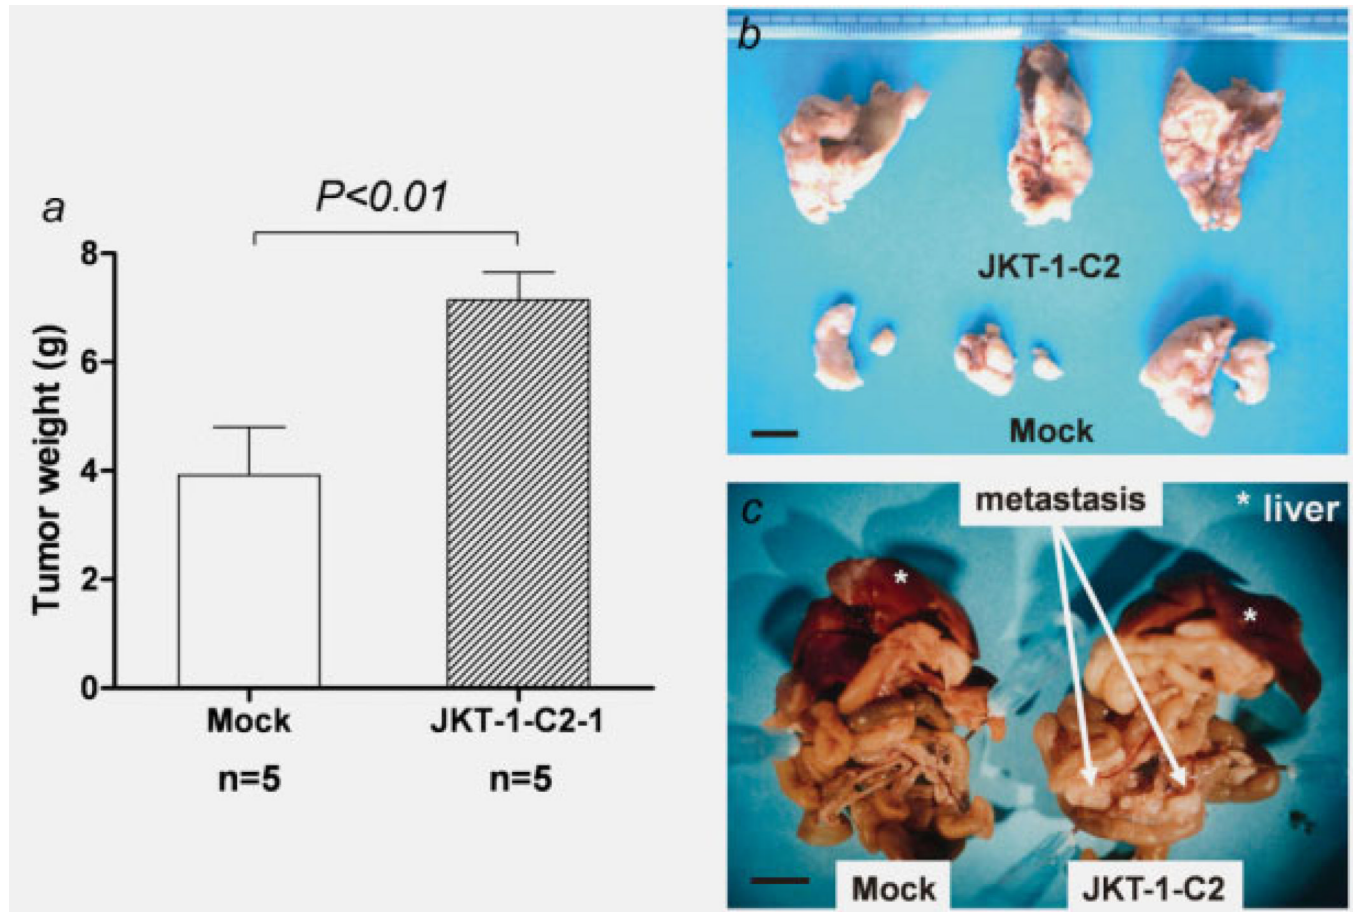 a
P<0.01
Tumor weight (g)
8
6
4
2
0
Mock
JKT-1-C2-1
n=5
n=5
b
JKT-1-C2
Mock
c
metastasis
* liver
*
*
Mock
JKT-1-C2